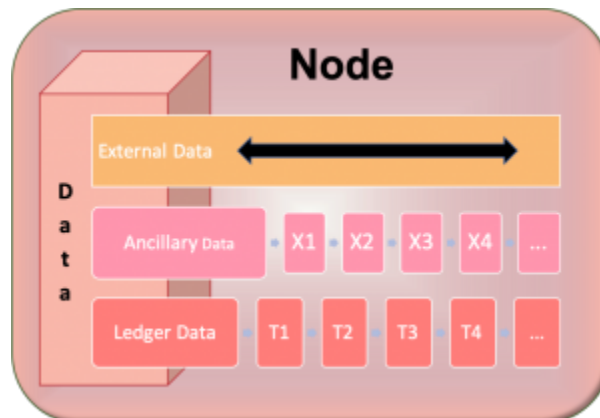 Node
External Data
D
a
t
a
Ancillary Data X1 X2 X3 X4 ...
Ledger Data T1 T2 T3 T4 ...